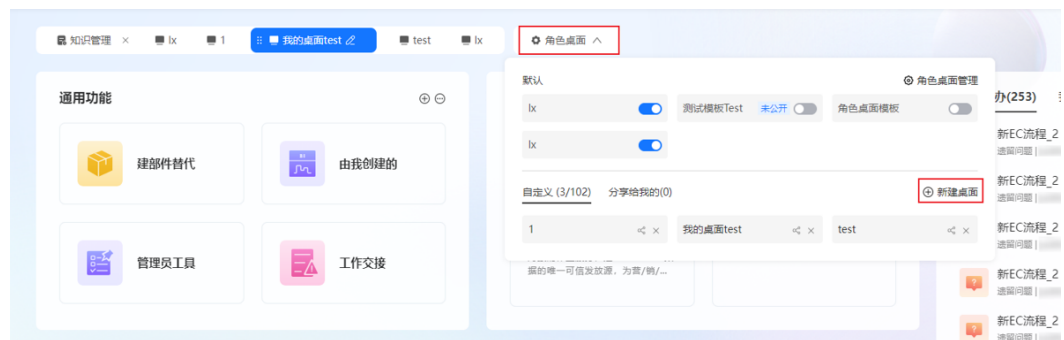 知识管理 × lx 1 我的桌面test test lx 角色桌面
通用功能
建部件替代 由我创建的
管理员工具 工作交接
默认 角色桌面管理
lx 测试模板Test 未公开 角色桌面模板
lx
自定义 (3/102) 分享给我的(0) 新建桌面
1 × 我的桌面test × test ×
据的唯一可信发放源，为营/销/...
办(253)
新EC流程_2
遗留问题 |
新EC流程_2
遗留问题 |
新EC流程_2
遗留问题 |
新EC流程_2
遗留问题 |
新EC流程_2
遗留问题 |